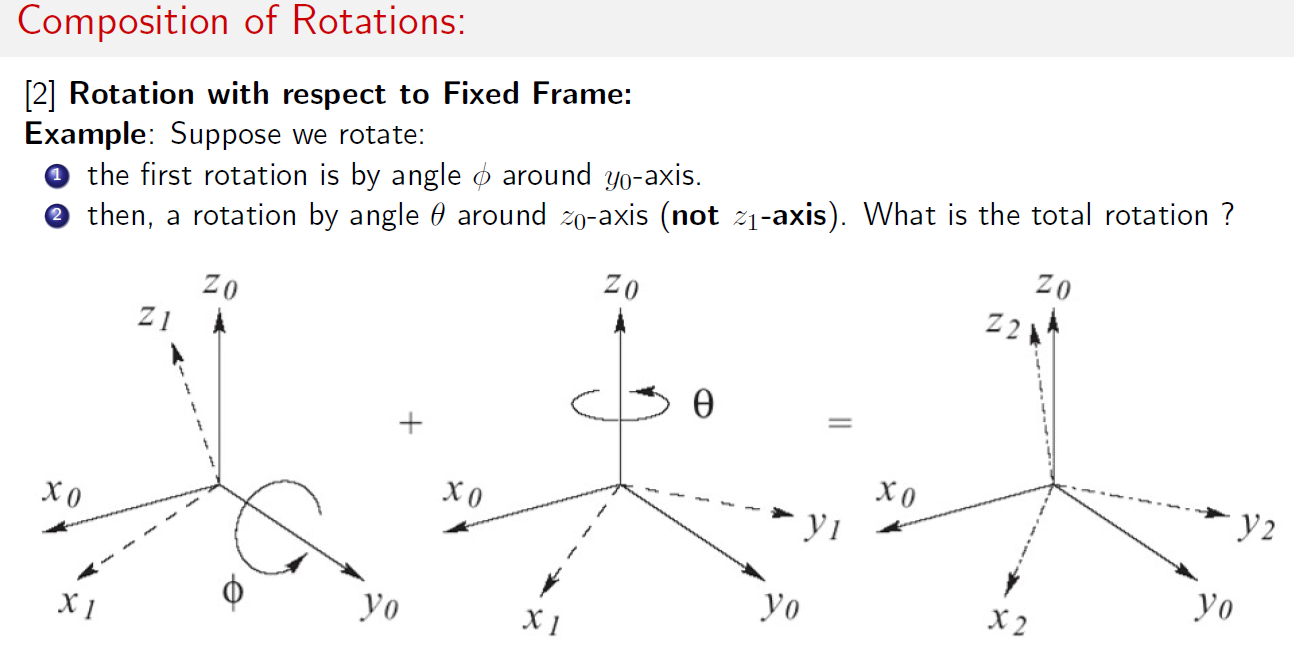 Composition of Rotations:
[2] Rotation with respect to Fixed Frame:
Example: Suppose we rotate:
1 the first rotation is by angle ϕ around y₀-axis.
2 then, a rotation by angle θ around z₀-axis (not z₁-axis). What is the total rotation ?
z₀ z₀ z₀
z₁ z₂
+ θ =
x₀ x₀ x₀
y₁ y₂
x₁ ϕ y₀ x₁ y₀ x₂ y₀